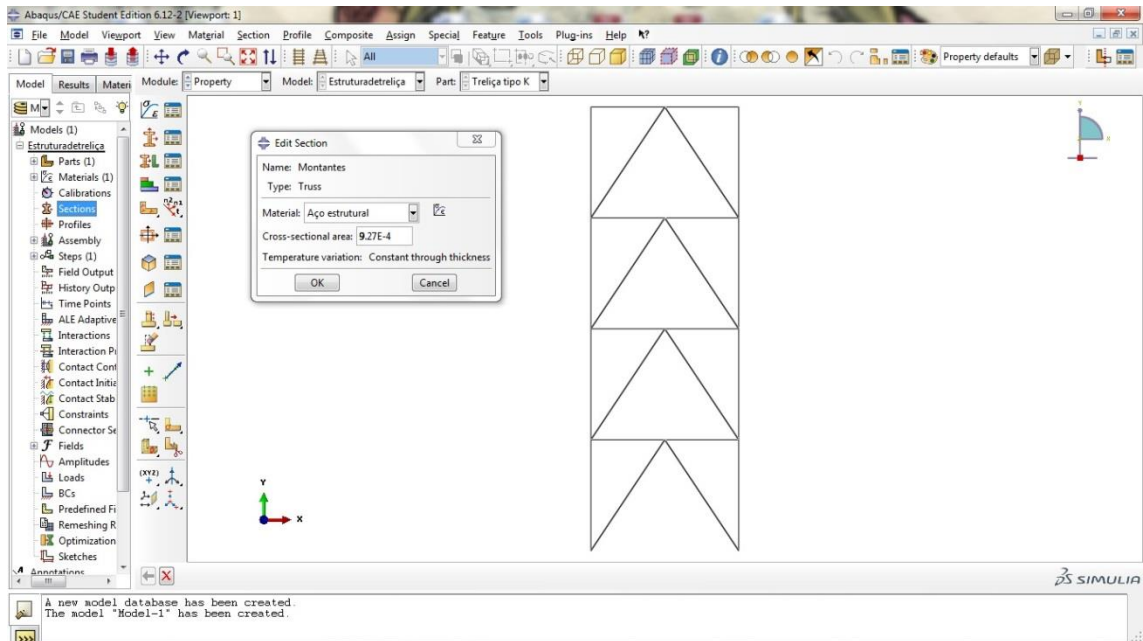 Abaqus/CAE Student Edition 6.12-2 [Viewport: 1]
File Model Viewport View Material Section Profile Composite Assign Special Feature Tools Plug-ins Help
All
Property defaults
Model Results Materi Module: Property Model: Estruturadetreliça Part: Treliça tipo K
Models (1)
Estruturadetreliça
Parts (1)
Materials (1)
Calibrations
Sections
Profiles
Assembly
Steps (1)
Field Output
History Outp
Time Points
ALE Adaptive
Interactions
Interaction Pr
Contact Cont
Contact Initia
Contact Stab
Constraints
Connector Se
Fields
Amplitudes
Loads
BCs
Predefined Fi
Remeshing R
Optimization
Sketches
Annotations
Edit Section
Name: Montantes
Type: Truss
Material: Aço estrutural
Cross-sectional area: 9.27E-4
Temperature variation: Constant through thickness
OK Cancel
Y
X
Y
X
SIMULIA
A new model database has been created.
The model "Model-1" has been created.